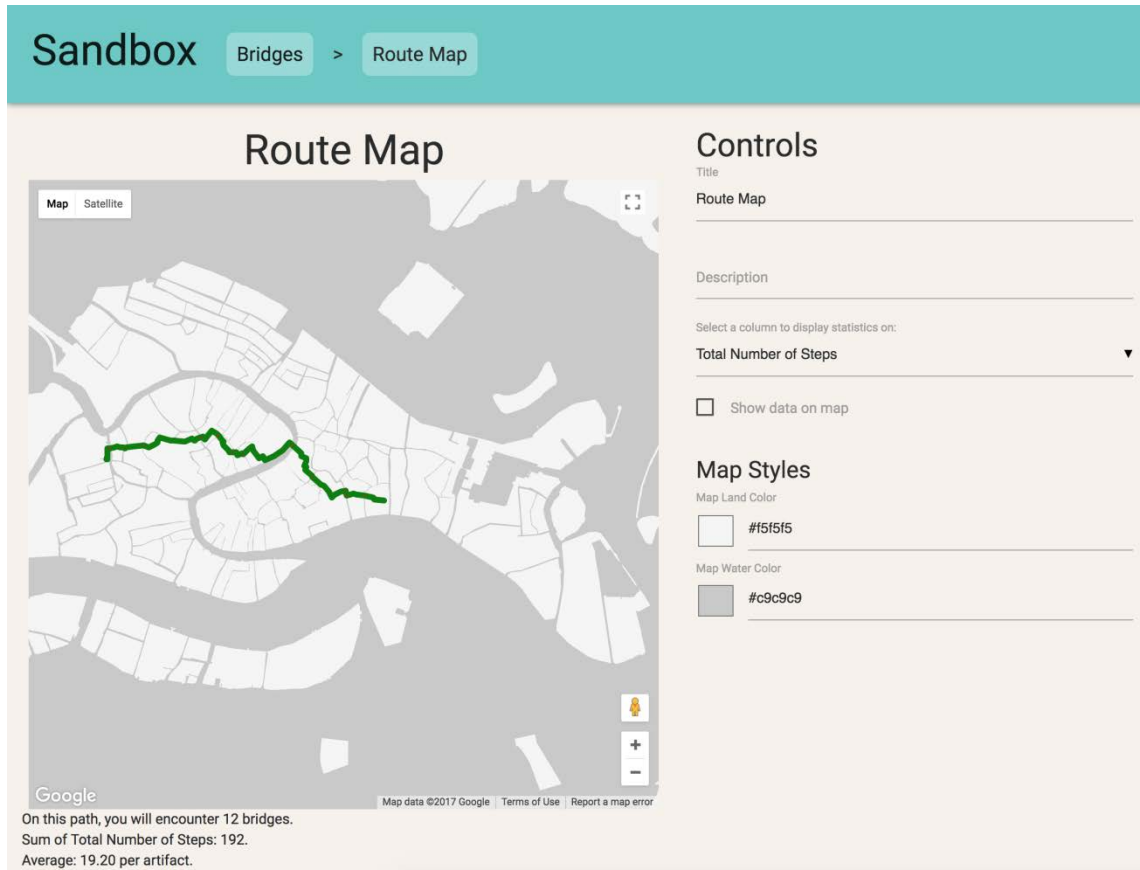 Sandbox Bridges > Route Map
Route Map
Map Satellite
Google
Map data ©2017 Google Terms of Use Report a map error
On this path, you will encounter 12 bridges.
Sum of Total Number of Steps: 192.
Average: 19.20 per artifact.
Controls
Title
Route Map
Description
Select a column to display statistics on:
Total Number of Steps
Show data on map
Map Styles
Map Land Color
#f5f5f5
Map Water Color
#c9c9c9